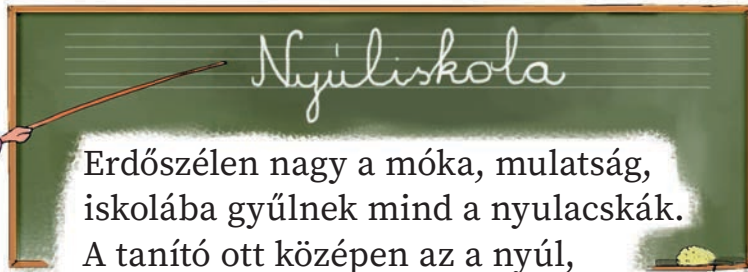 Nyúliskola
Erdőszélen nagy a móka, mulatság,
iskolába gyűlnek mind a nyulacskák.
A tanító ott középen az a nyúl,